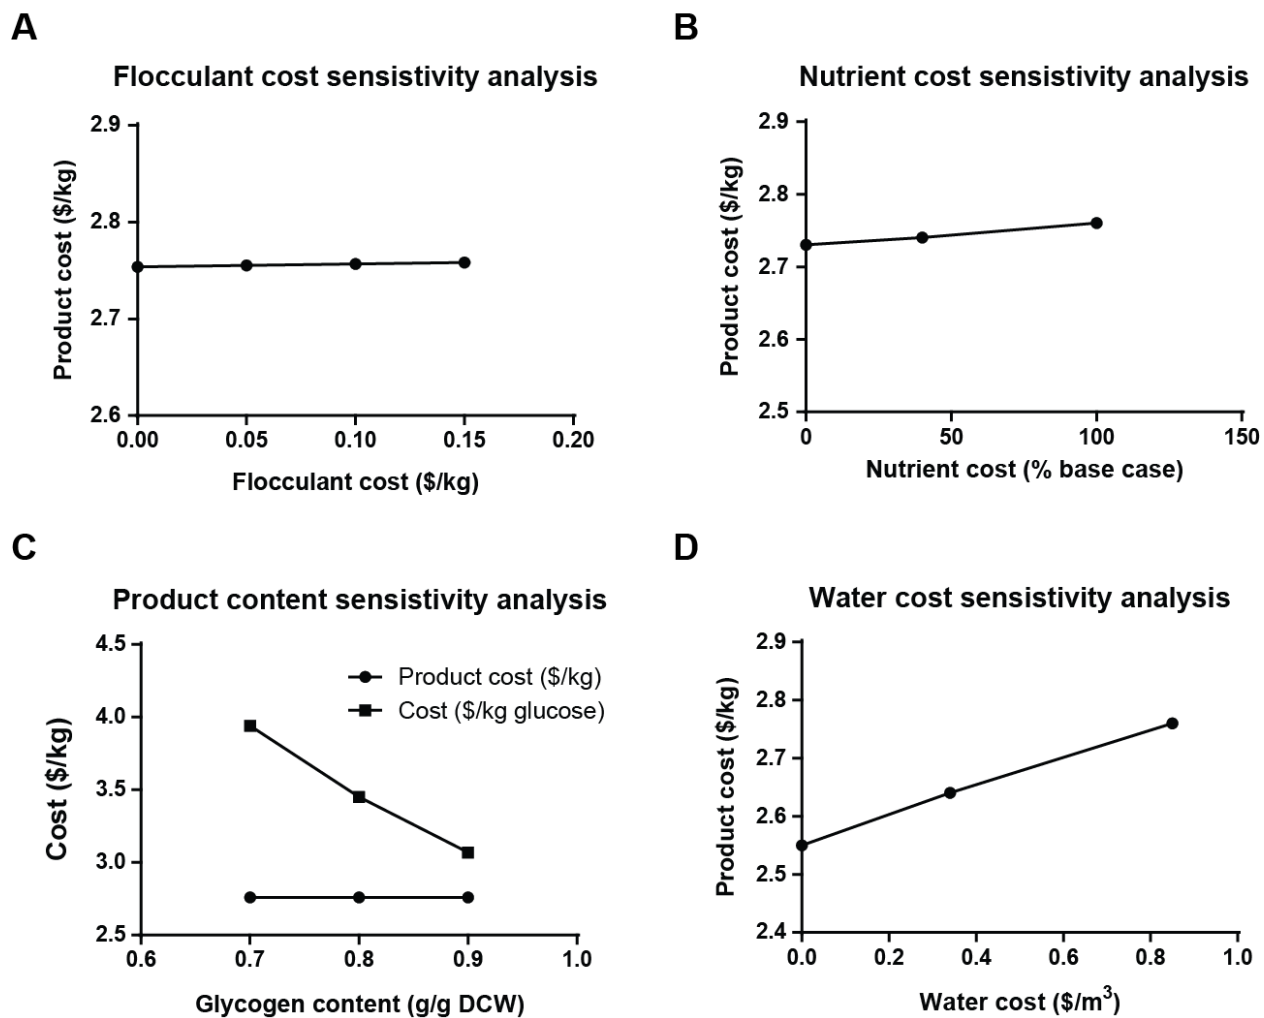 A
Flocculant cost sensistivity analysis
Product cost ($/kg)
2.9
2.8
2.7
2.6
0.00 0.05 0.10 0.15 0.20
Flocculant cost ($/kg)
B
Nutrient cost sensistivity analysis
Product cost ($/kg)
2.9
2.8
2.7
2.6
2.5
0 50 100 150
Nutrient cost (% base case)
C
Product content sensistivity analysis
Cost ($/kg)
4.5
4.0
3.5
3.0
2.5
Product cost ($/kg)
Cost ($/kg glucose)
0.6 0.7 0.8 0.9 1.0
Glycogen content (g/g DCW)
D
Water cost sensistivity analysis
Product cost ($/kg)
2.9
2.8
2.7
2.6
2.5
2.4
0.0 0.2 0.4 0.6 0.8 1.0
Water cost ($/m³)